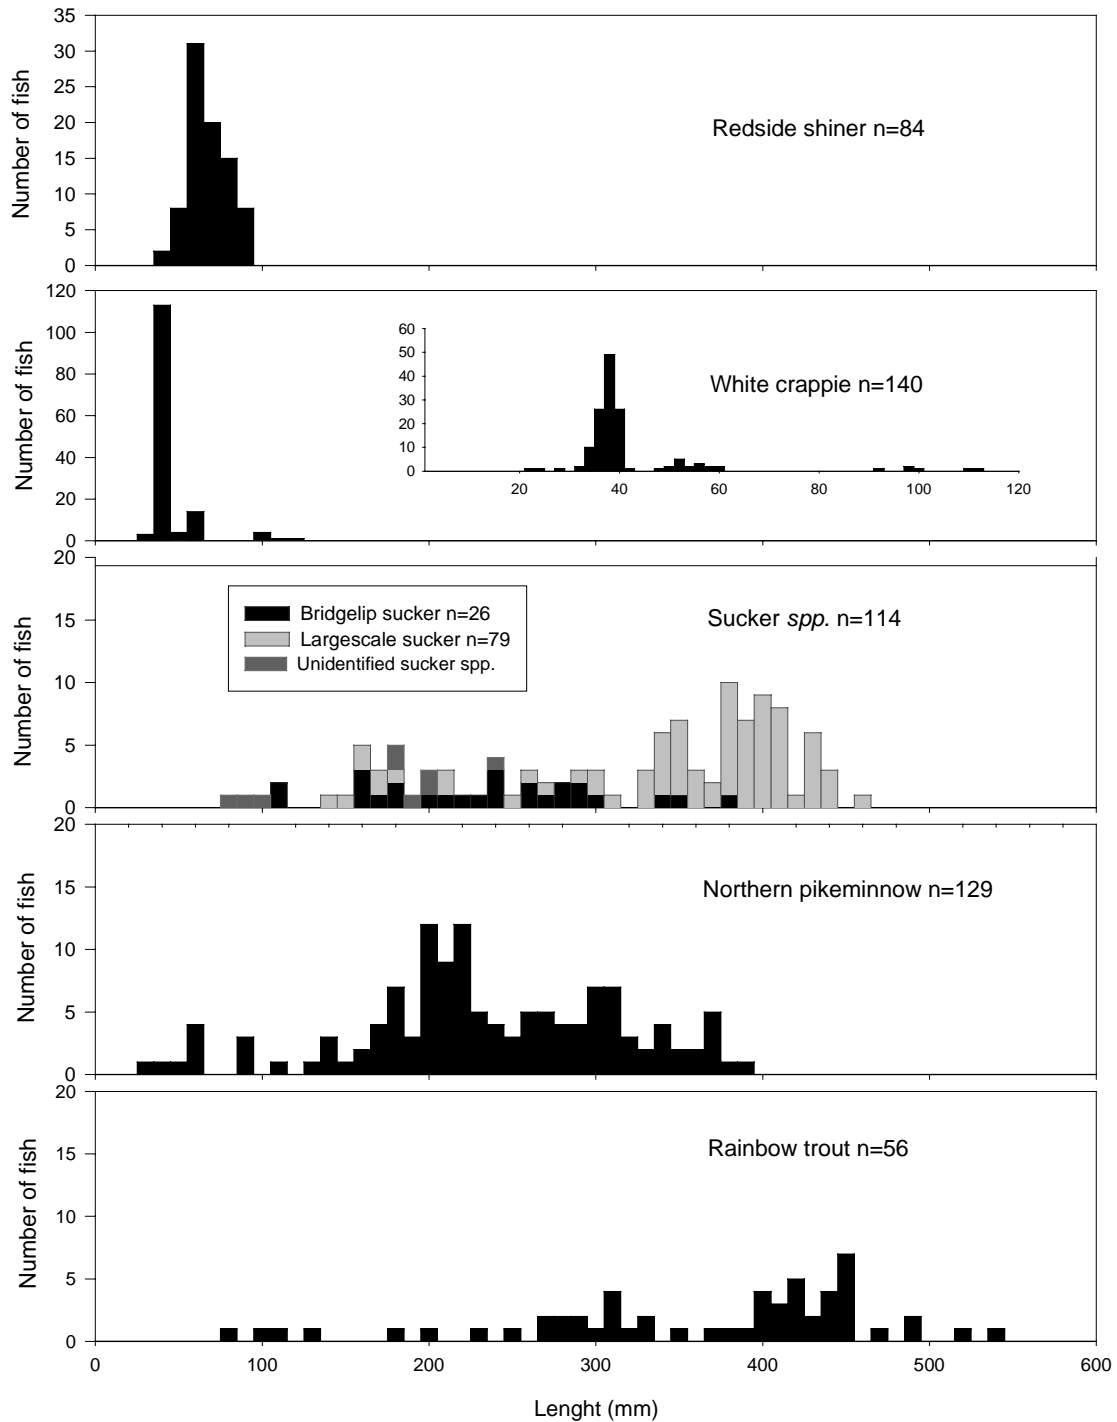 35
30
25
20
15
10
5
0
Number of fish
Redside shiner n=84
120
100
80
60
40
20
0
Number of fish
60
50
40
30
20
10
0
20 40 60 80 100 120
White crappie n=140
20
15
10
5
0
Number of fish
Bridgelip sucker n=26
Largescale sucker n=79
Unidentified sucker spp.
Sucker spp. n=114
20
15
10
5
0
Number of fish
Northern pikeminnow n=129
20
15
10
5
0
Number of fish
Rainbow trout n=56
0 100 200 300 400 500 600
Lenght (mm)